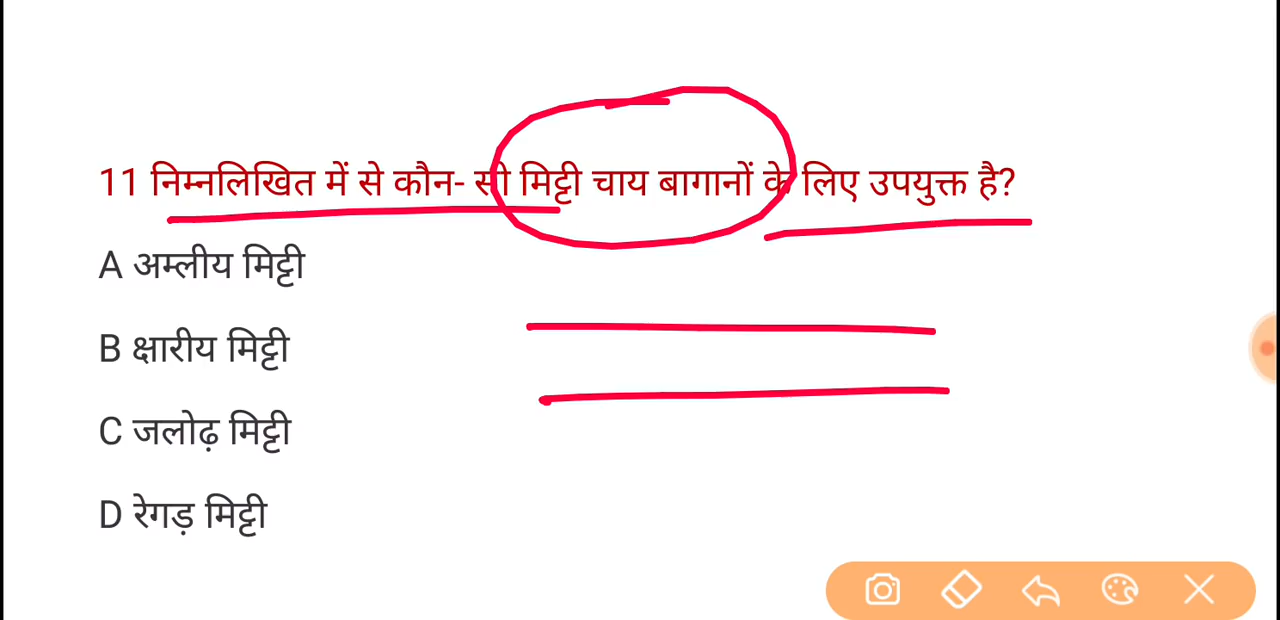 11 निम्नलिखित में से कौन- सी मिट्टी चाय बागानों के लिए उपयुक्त है?
A अम्लीय मिट्टी
B क्षारीय मिट्टी
C जलोढ़ मिट्टी
D रेगड़ मिट्टी